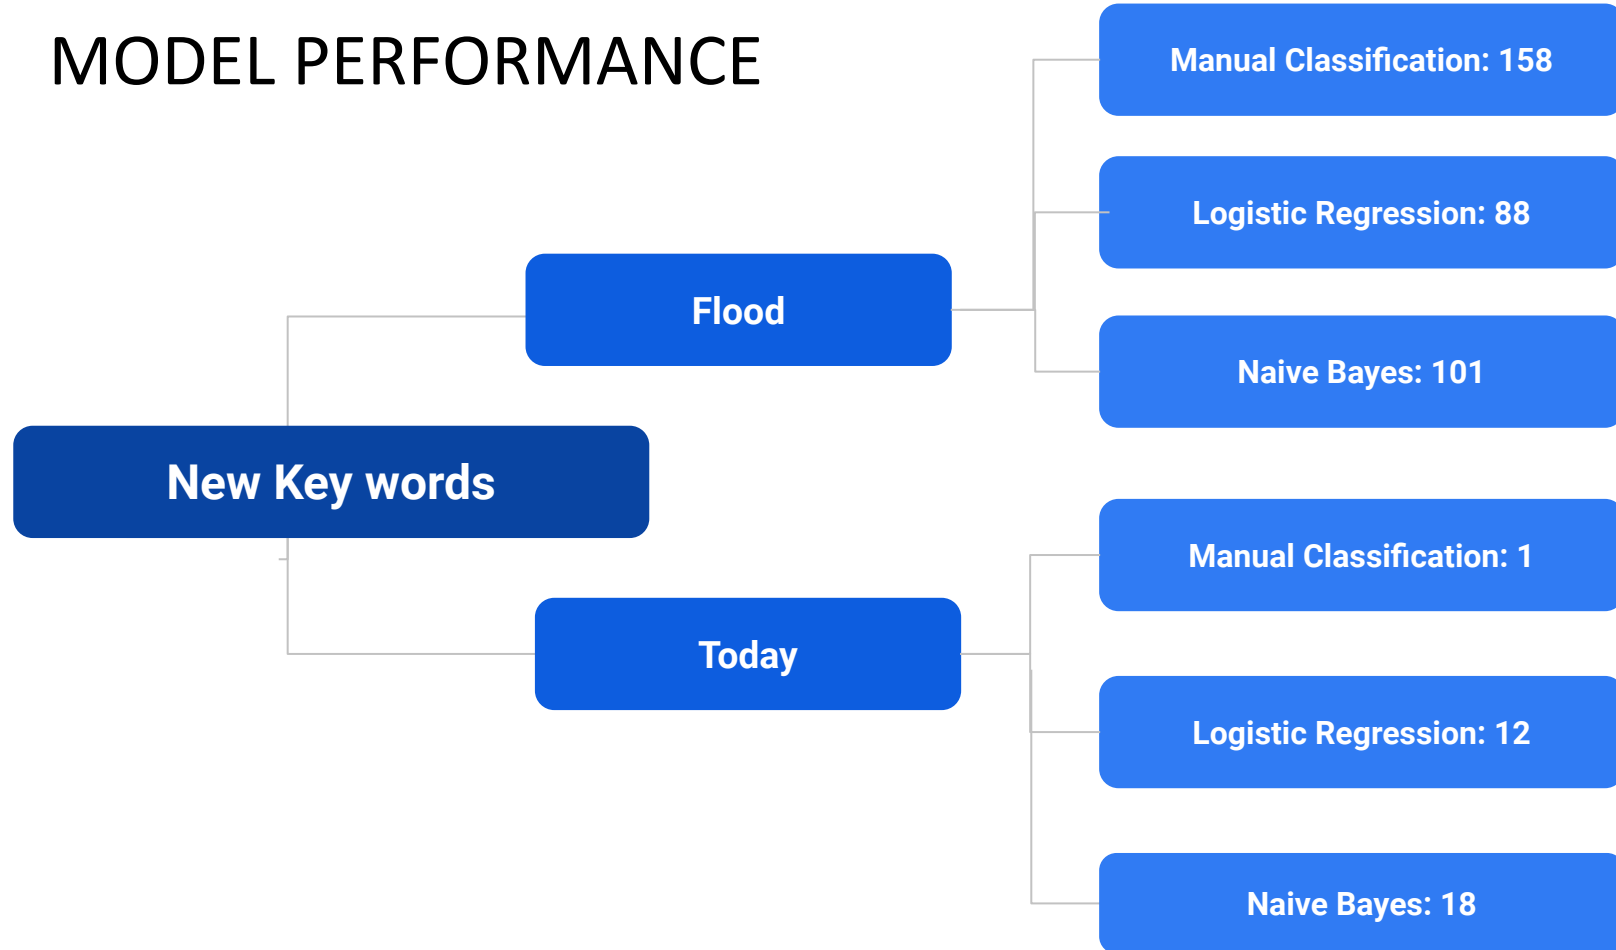 MODEL PERFORMANCE
New Key words
Flood
Manual Classification: 158
Logistic Regression: 88
Naive Bayes: 101
Today
Manual Classification: 1
Logistic Regression: 12
Naive Bayes: 18